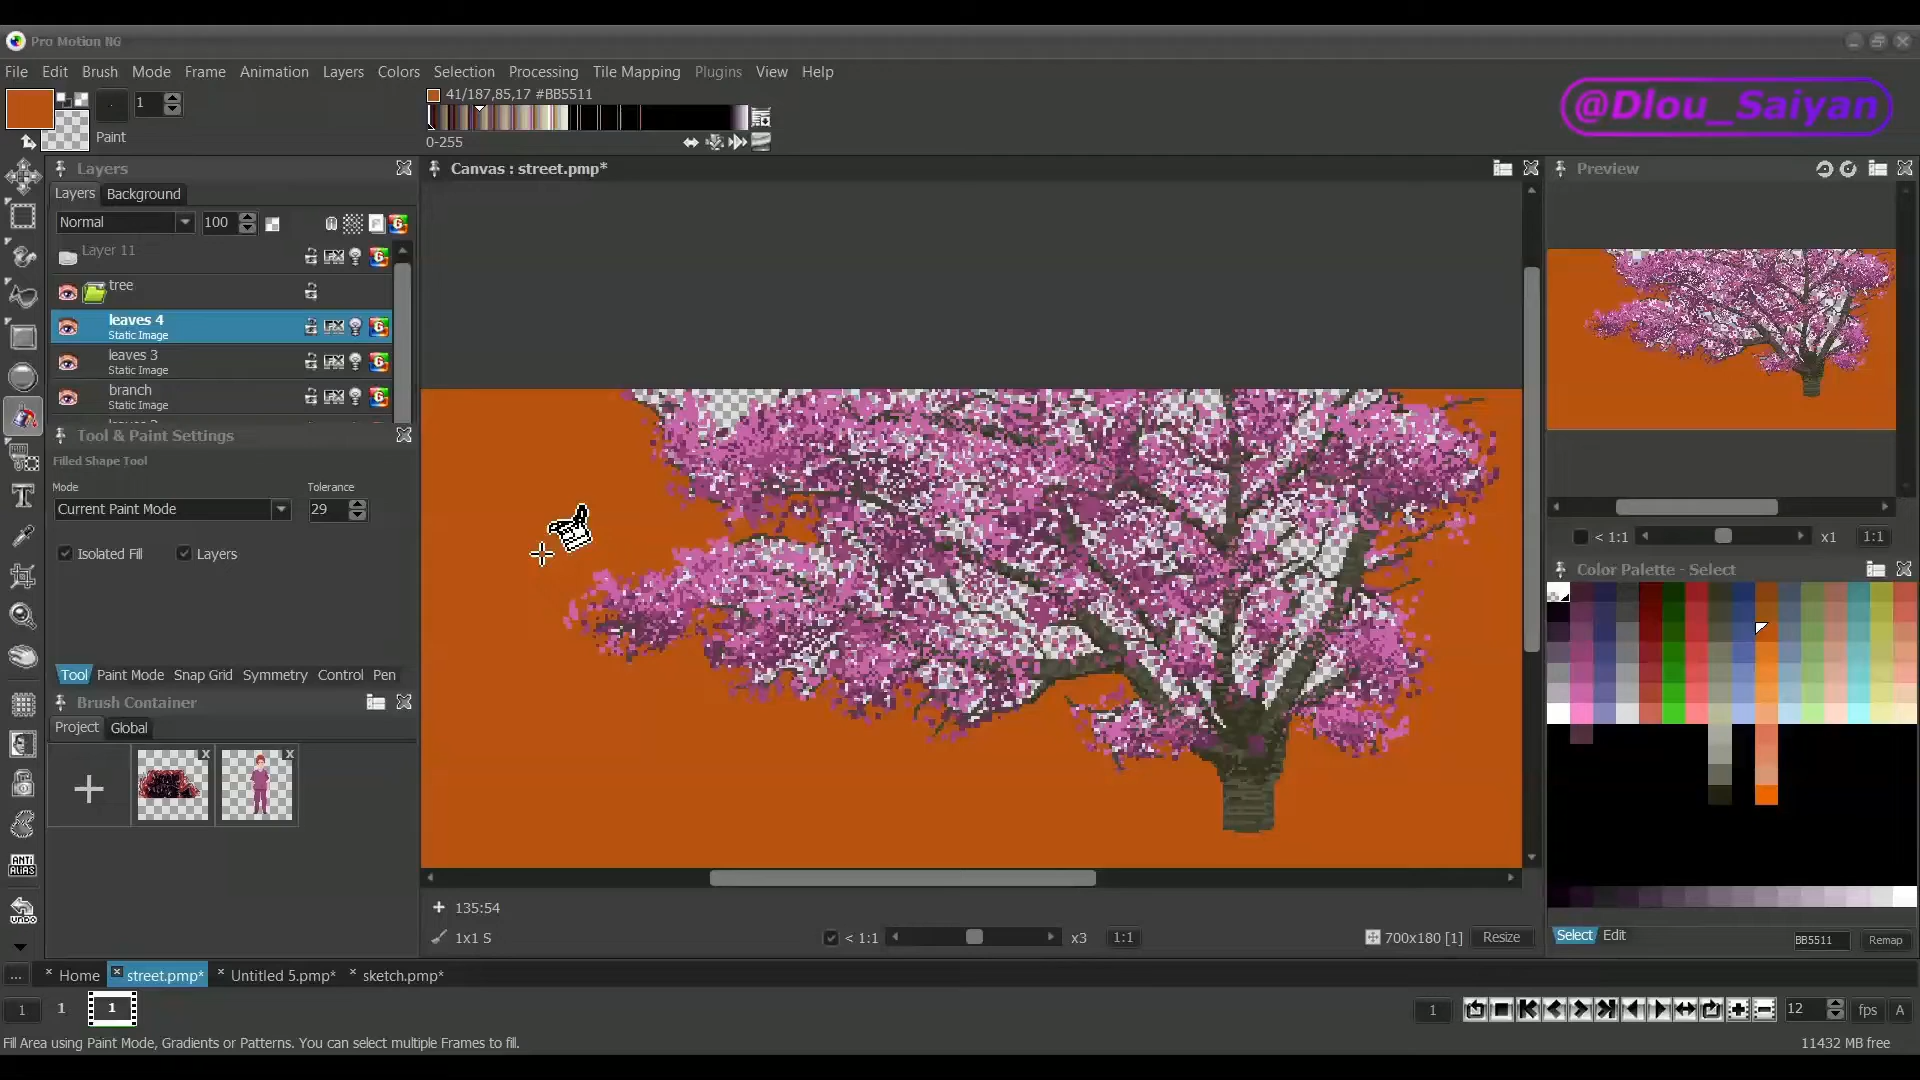 Pro Motion NG
File Edit Brush Mode Frame Animation Layers Colors Selection Processing Tile Mapping Plugins View Help
1
Paint
41/187,85,17 #BB5511
0-255
@Dlou_Saiyan
Layers
Layers Background
Normal 100
Layer 11
tree
leaves 4
Static Image
leaves 3
Static Image
branch
Static Image
Tool & Paint Settings
Filled Shape Tool
Mode Tolerance
Current Paint Mode 29
Isolated Fill Layers
Tool Paint Mode Snap Grid Symmetry Control Pen
Brush Container
Project Global
ANTI
ALIAS
UNDO
Canvas : street.pmp*
135:54
1x1 S
< 1:1 x3 1:1
700x180 [1] Resize
Preview
< 1:1 x1 1:1
Color Palette - Select
Select Edit BB5511 Remap
... Home street.pmp* Untitled 5.pmp* sketch.pmp*
1 1 1
1 12 fps A
Fill Area using Paint Mode, Gradients or Patterns. You can select multiple Frames to fill.
11432 MB free